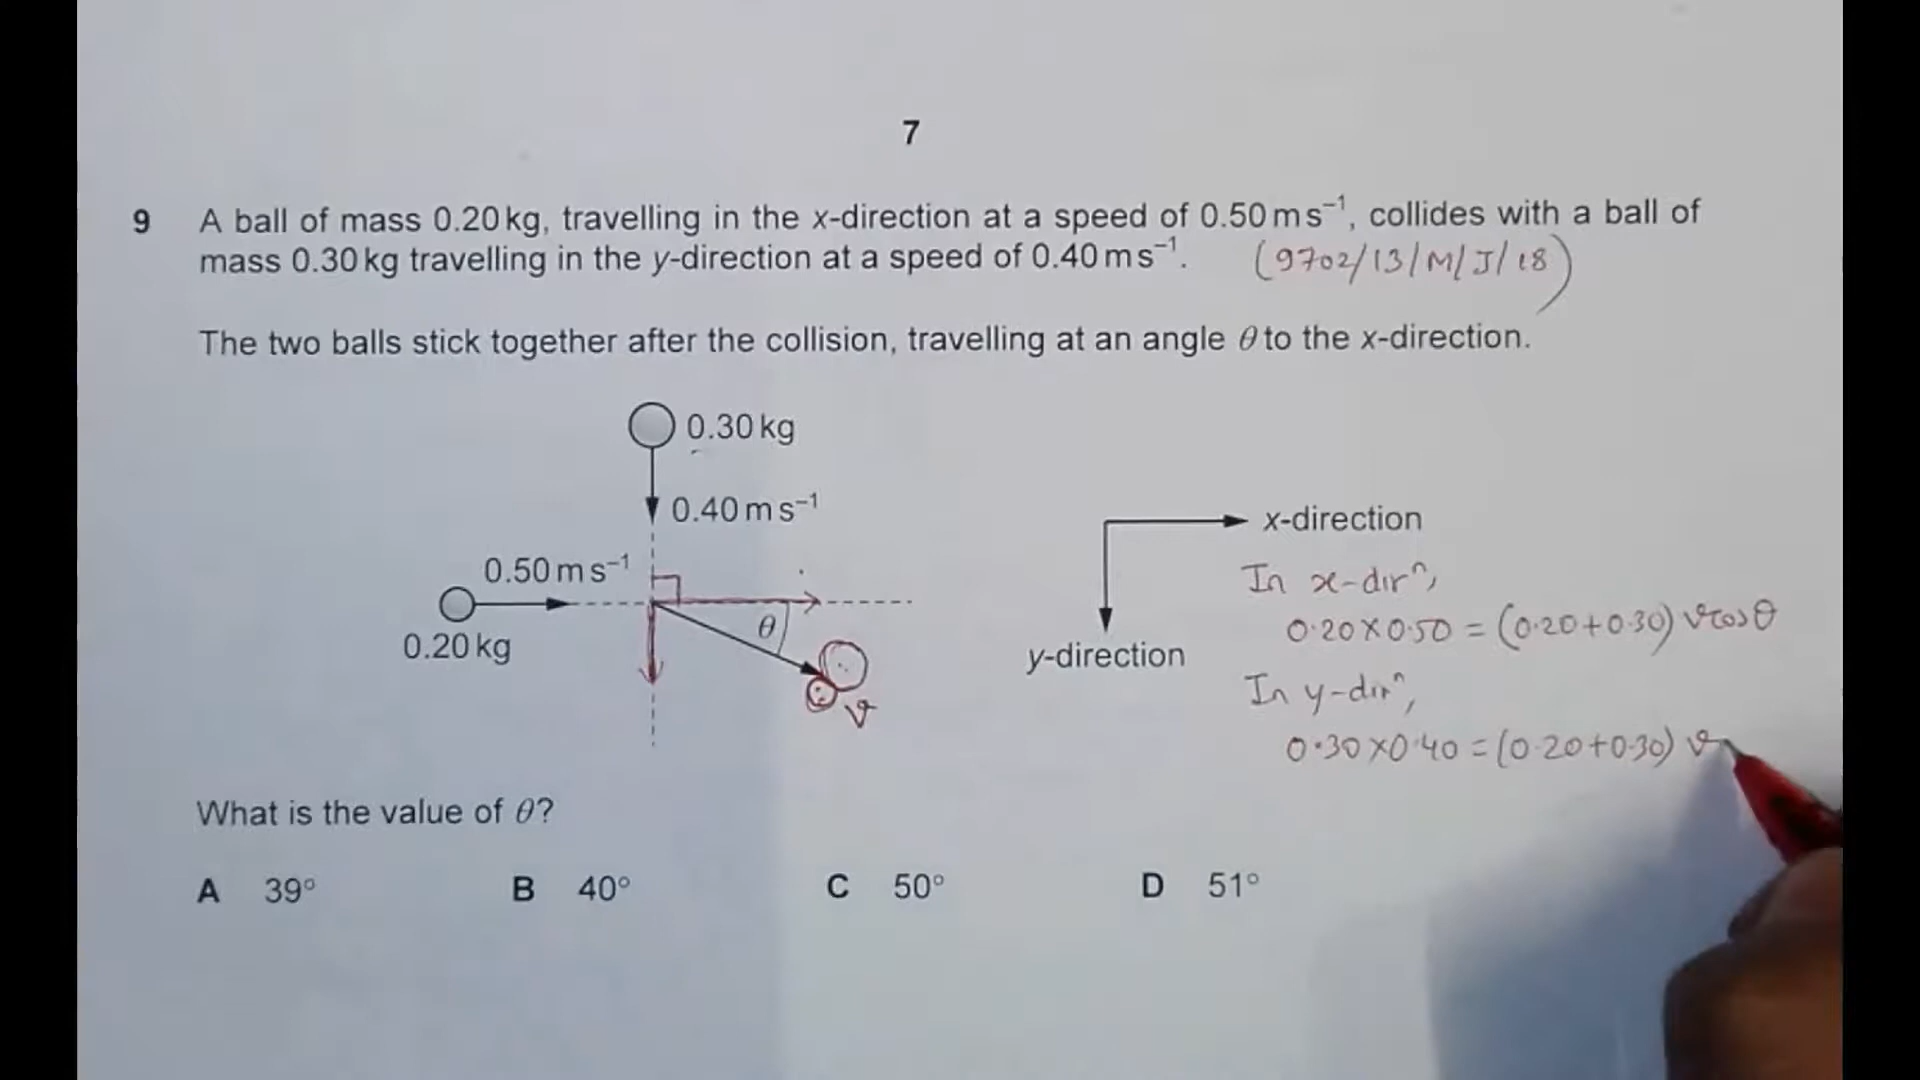 7
9 A ball of mass 0.20 kg, travelling in the x-direction at a speed of 0.50 m s⁻¹, collides with a ball of
mass 0.30 kg travelling in the y-direction at a speed of 0.40 m s⁻¹. (9702/13/M/J/18)
The two balls stick together after the collision, travelling at an angle θ to the x-direction.
0.30 kg
0.40 m s⁻¹
0.50 m s⁻¹
0.20 kg
θ
v
x-direction
y-direction
In x-dirⁿ,
0.20×0.50 = (0.20+0.30) vcosθ
In y-dirⁿ,
0.30×0.40 = (0.20+0.30) v
What is the value of θ?
A 39° B 40° C 50° D 51°